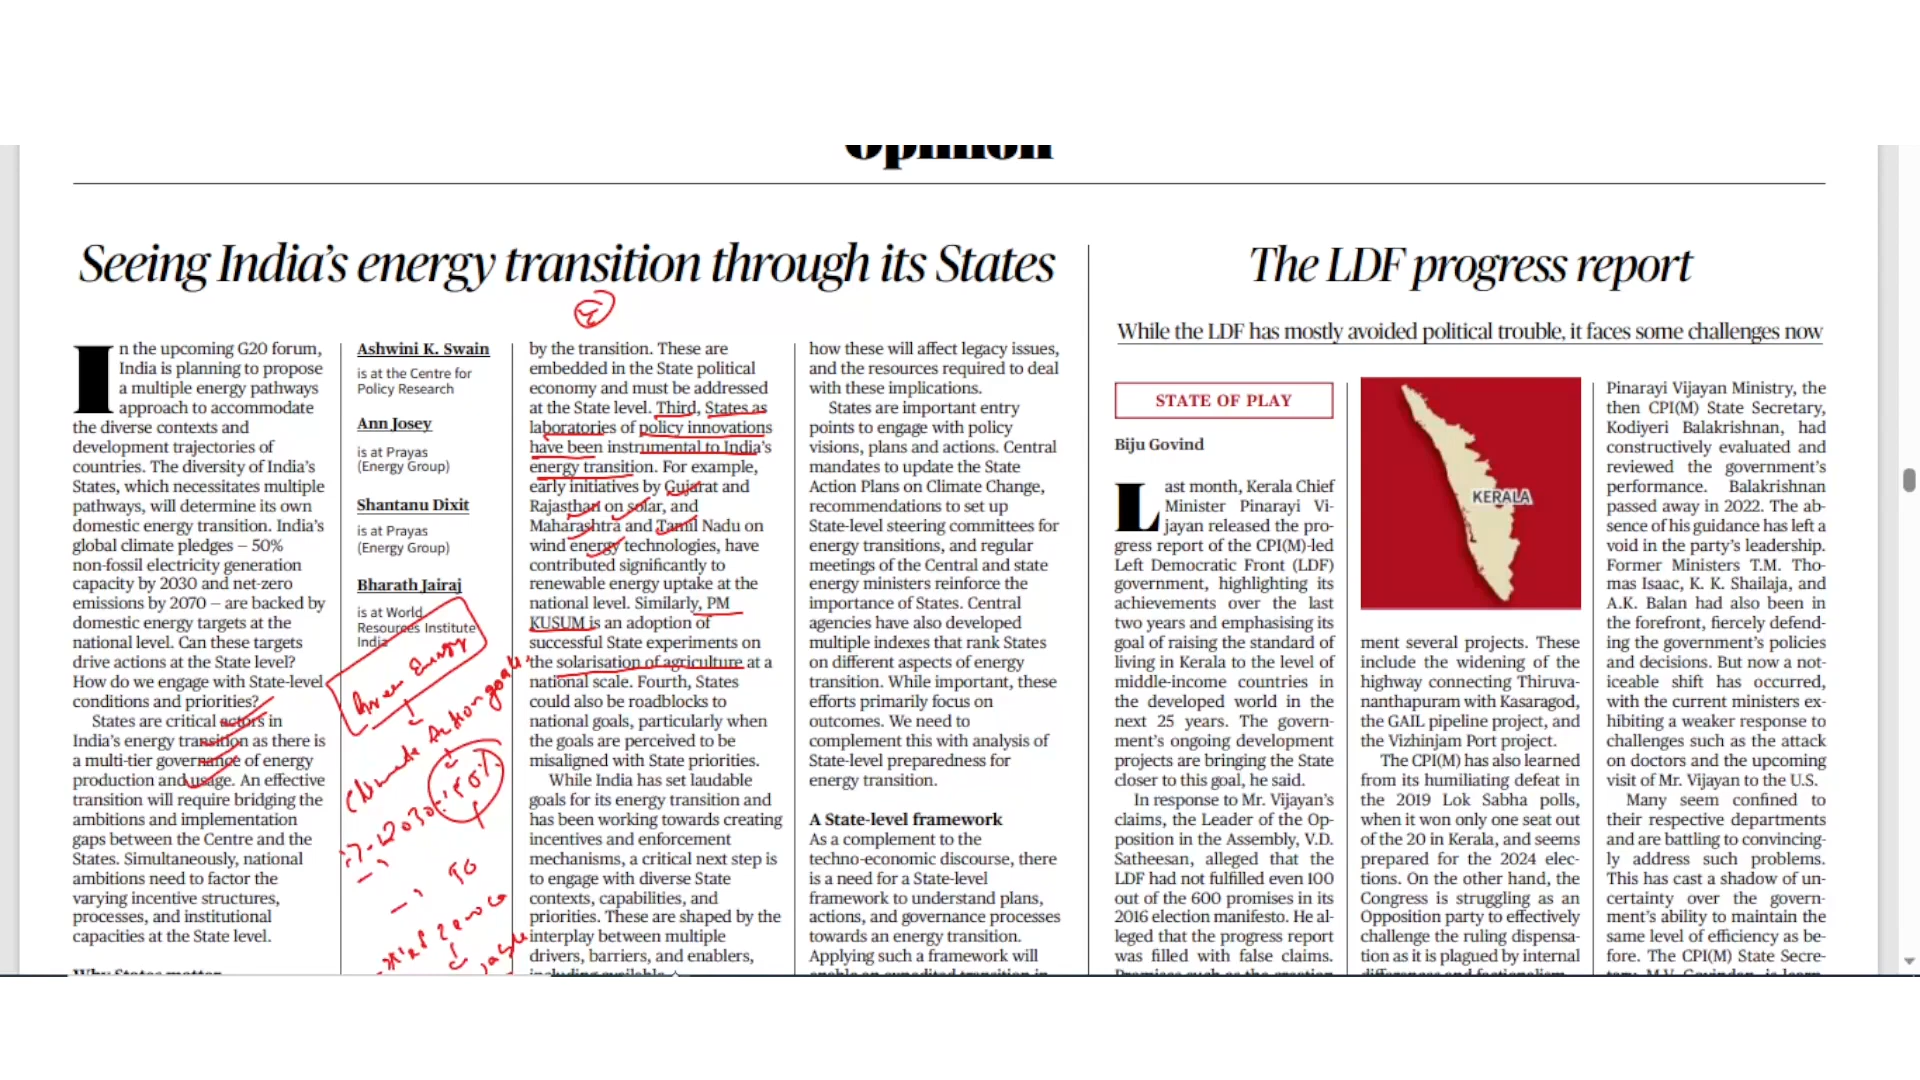 Opinion
Seeing India's energy transition through its States
In the upcoming G20 forum,
India is planning to propose
a multiple energy pathways
approach to accommodate
the diverse contexts and
development trajectories of
countries. The diversity of India's
States, which necessitates multiple
pathways, will determine its own
domestic energy transition. India's
global climate pledges — 50%
non-fossil electricity generation
capacity by 2030 and net-zero
emissions by 2070 — are backed by
domestic energy targets at the
national level. Can these targets
drive actions at the State level?
How do we engage with State-level
conditions and priorities?
States are critical actors in
India's energy transition as there is
a multi-tier governance of energy
production and usage. An effective
transition will require bridging the
ambitions and implementation
gaps between the Centre and the
States. Simultaneously, national
ambitions need to factor the
varying incentive structures,
processes, and institutional
capacities at the State level.
Why States matter
Ashwini K. Swain
is at the Centre for
Policy Research
Ann Josey
is at Prayas
(Energy Group)
Shantanu Dixit
is at Prayas
(Energy Group)
Bharath Jairaj
is at World
Resources Institute
India
Green Energy
Climate Action goals
2030: 50%
by the transition. These are
embedded in the State political
economy and must be addressed
at the State level. Third, States as
laboratories of policy innovations
have been instrumental to India's
energy transition. For example,
early initiatives by Gujarat and
Rajasthan on solar, and
Maharashtra and Tamil Nadu on
wind energy technologies, have
contributed significantly to
renewable energy uptake at the
national level. Similarly, PM
KUSUM is an adoption of
successful State experiments on
the solarisation of agriculture at a
national scale. Fourth, States
could also be roadblocks to
national goals, particularly when
the goals are perceived to be
misaligned with State priorities.
While India has set laudable
goals for its energy transition and
has been working towards creating
incentives and enforcement
mechanisms, a critical next step is
to engage with diverse State
contexts, capabilities, and
priorities. These are shaped by the
interplay between multiple
drivers, barriers, and enablers,
including available
how these will affect legacy issues,
and the resources required to deal
with these implications.
States are important entry
points to engage with policy
visions, plans and actions. Central
mandates to update the State
Action Plans on Climate Change,
recommendations to set up
State-level steering committees for
energy transitions, and regular
meetings of the Central and state
energy ministers reinforce the
importance of States. Central
agencies have also developed
multiple indexes that rank States
on different aspects of energy
transition. While important, these
efforts primarily focus on
outcomes. We need to
complement this with analysis of
State-level preparedness for
energy transition.
A State-level framework
As a complement to the
techno-economic discourse, there
is a need for a State-level
framework to understand plans,
actions, and governance processes
towards an energy transition.
Applying such a framework will
enable an expedited transition in
The LDF progress report
While the LDF has mostly avoided political trouble, it faces some challenges now
STATE OF PLAY
Biju Govind
Last month, Kerala Chief
Minister Pinarayi Vi-
jayan released the pro-
gress report of the CPI(M)-led
Left Democratic Front (LDF)
government, highlighting its
achievements over the last
two years and emphasising its
goal of raising the standard of
living in Kerala to the level of
middle-income countries in
the developed world in the
next 25 years. The govern-
ment's ongoing development
projects are bringing the State
closer to this goal, he said.
In response to Mr. Vijayan's
claims, the Leader of the Op-
position in the Assembly, V.D.
Satheesan, alleged that the
LDF had not fulfilled even 100
out of the 600 promises in its
2016 election manifesto. He al-
leged that the progress report
was filled with false claims.
Promises such as the creation
KERALA
ment several projects. These
include the widening of the
highway connecting Thiruva-
nanthapuram with Kasaragod,
the GAIL pipeline project, and
the Vizhinjam Port project.
The CPI(M) has also learned
from its humiliating defeat in
the 2019 Lok Sabha polls,
when it won only one seat out
of the 20 in Kerala, and seems
prepared for the 2024 elec-
tions. On the other hand, the
Congress is struggling as an
Opposition party to effectively
challenge the ruling dispensa-
tion as it is plagued by internal
differences and factionalism.
Pinarayi Vijayan Ministry, the
then CPI(M) State Secretary,
Kodiyeri Balakrishnan, had
constructively evaluated and
reviewed the government's
performance. Balakrishnan
passed away in 2022. The ab-
sence of his guidance has left a
void in the party's leadership.
Former Ministers T.M. Tho-
mas Isaac, K. K. Shailaja, and
A.K. Balan had also been in
the forefront, fiercely defend-
ing the government's policies
and decisions. But now a not-
iceable shift has occurred,
with the current ministers ex-
hibiting a weaker response to
challenges such as the attack
on doctors and the upcoming
visit of Mr. Vijayan to the U.S.
Many seem confined to
their respective departments
and are battling to convincing-
ly address such problems.
This has cast a shadow of un-
certainty over the govern-
ment's ability to maintain the
same level of efficiency as be-
fore. The CPI(M) State Secre-
tary, M.V. Govindan, is